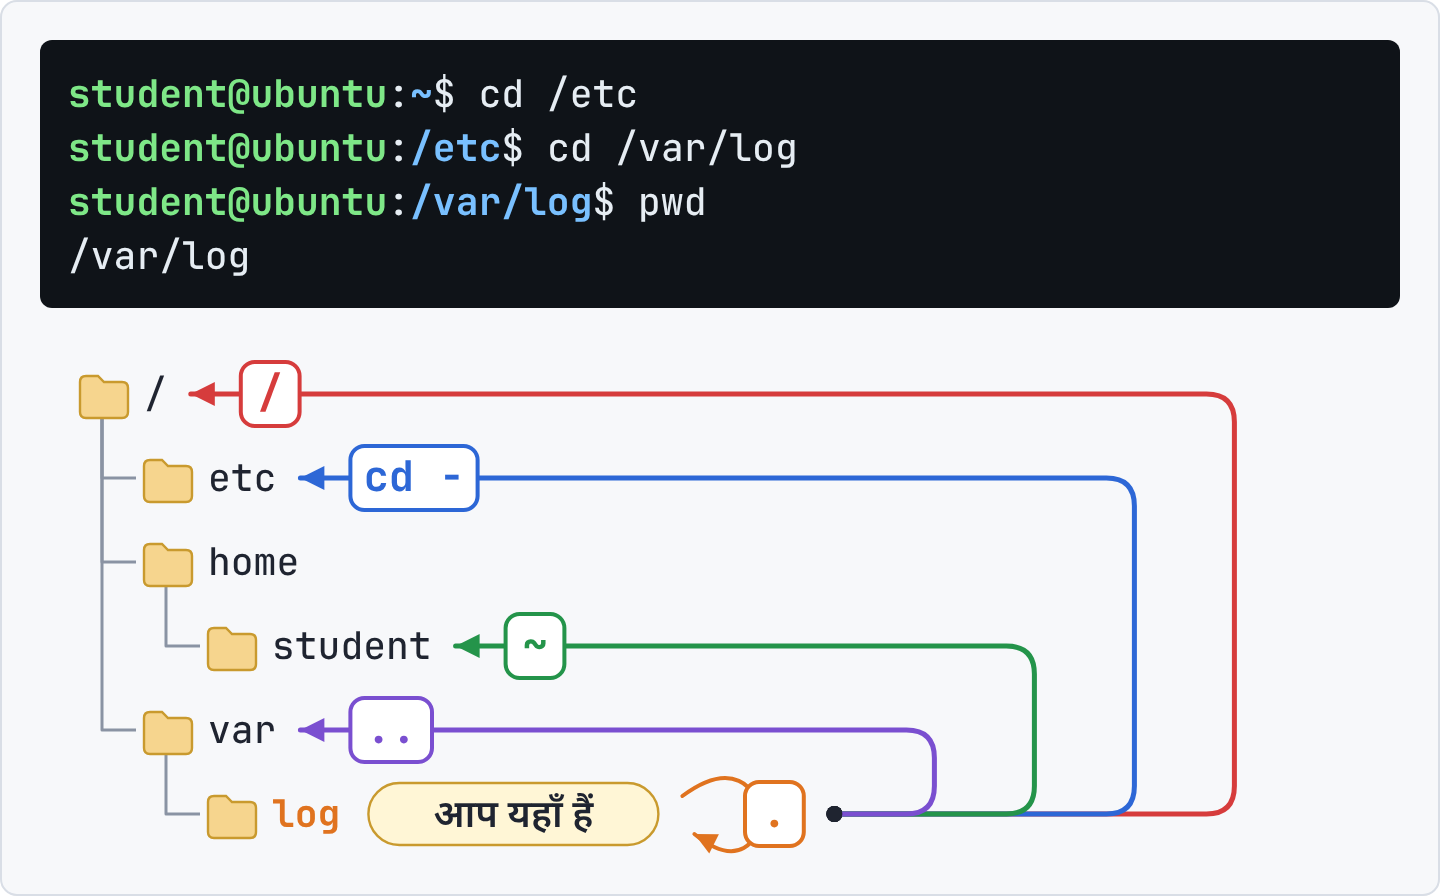 student@ubuntu:~$ cd /etc
student@ubuntu:/etc$ cd /var/log
student@ubuntu:/var/log$ pwd
/var/log
/ /
etc cd -
home
student ~
var ..
log आप यहाँ हैं .